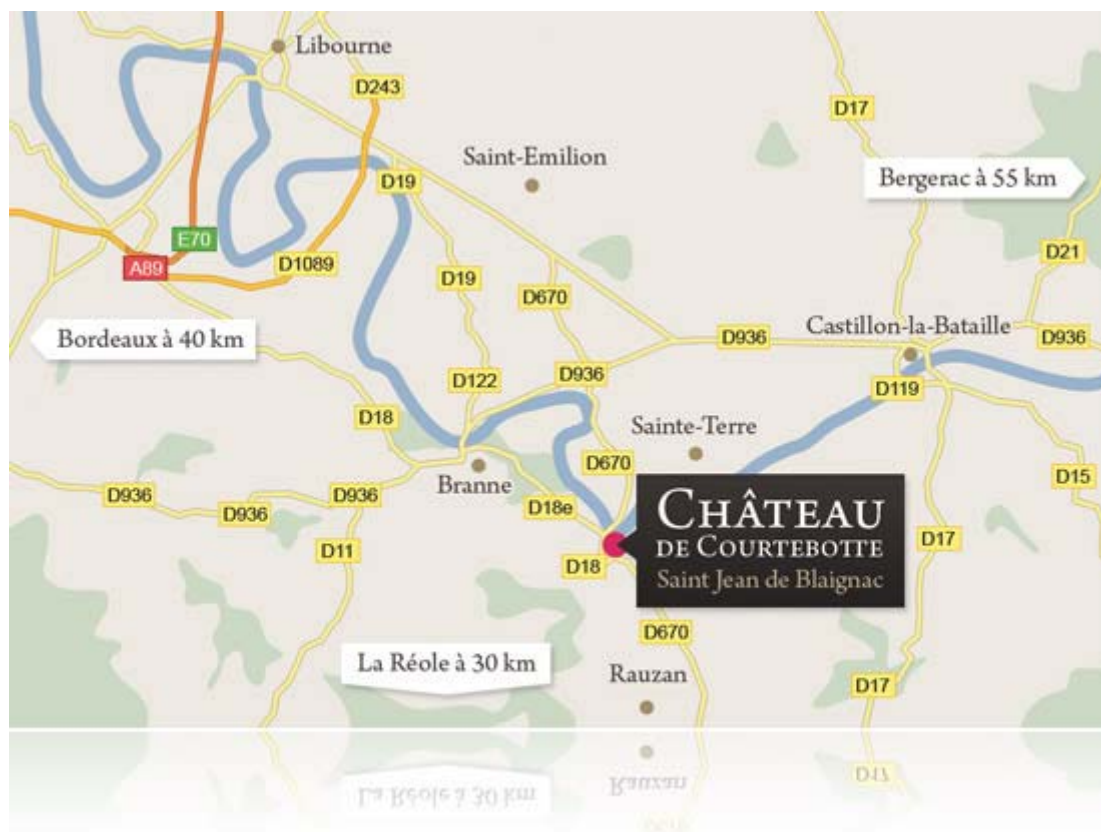 Libourne
D243
D17
Saint-Emilion
Bergerac à 55 km
D19
E70
A89
D1089
D21
D19
D670
Bordeaux à 40 km
D936
Castillon-la-Bataille
D936
D122
D936
D119
D18
Sainte-Terre
D670
D15
Branne
D936
D936
D936
D18e
CHÂTEAU
DE COURTEBOTTE
Saint Jean de Blaignac
D11
D18
D17
D670
La Réole à 30 km
Rauzan
D17